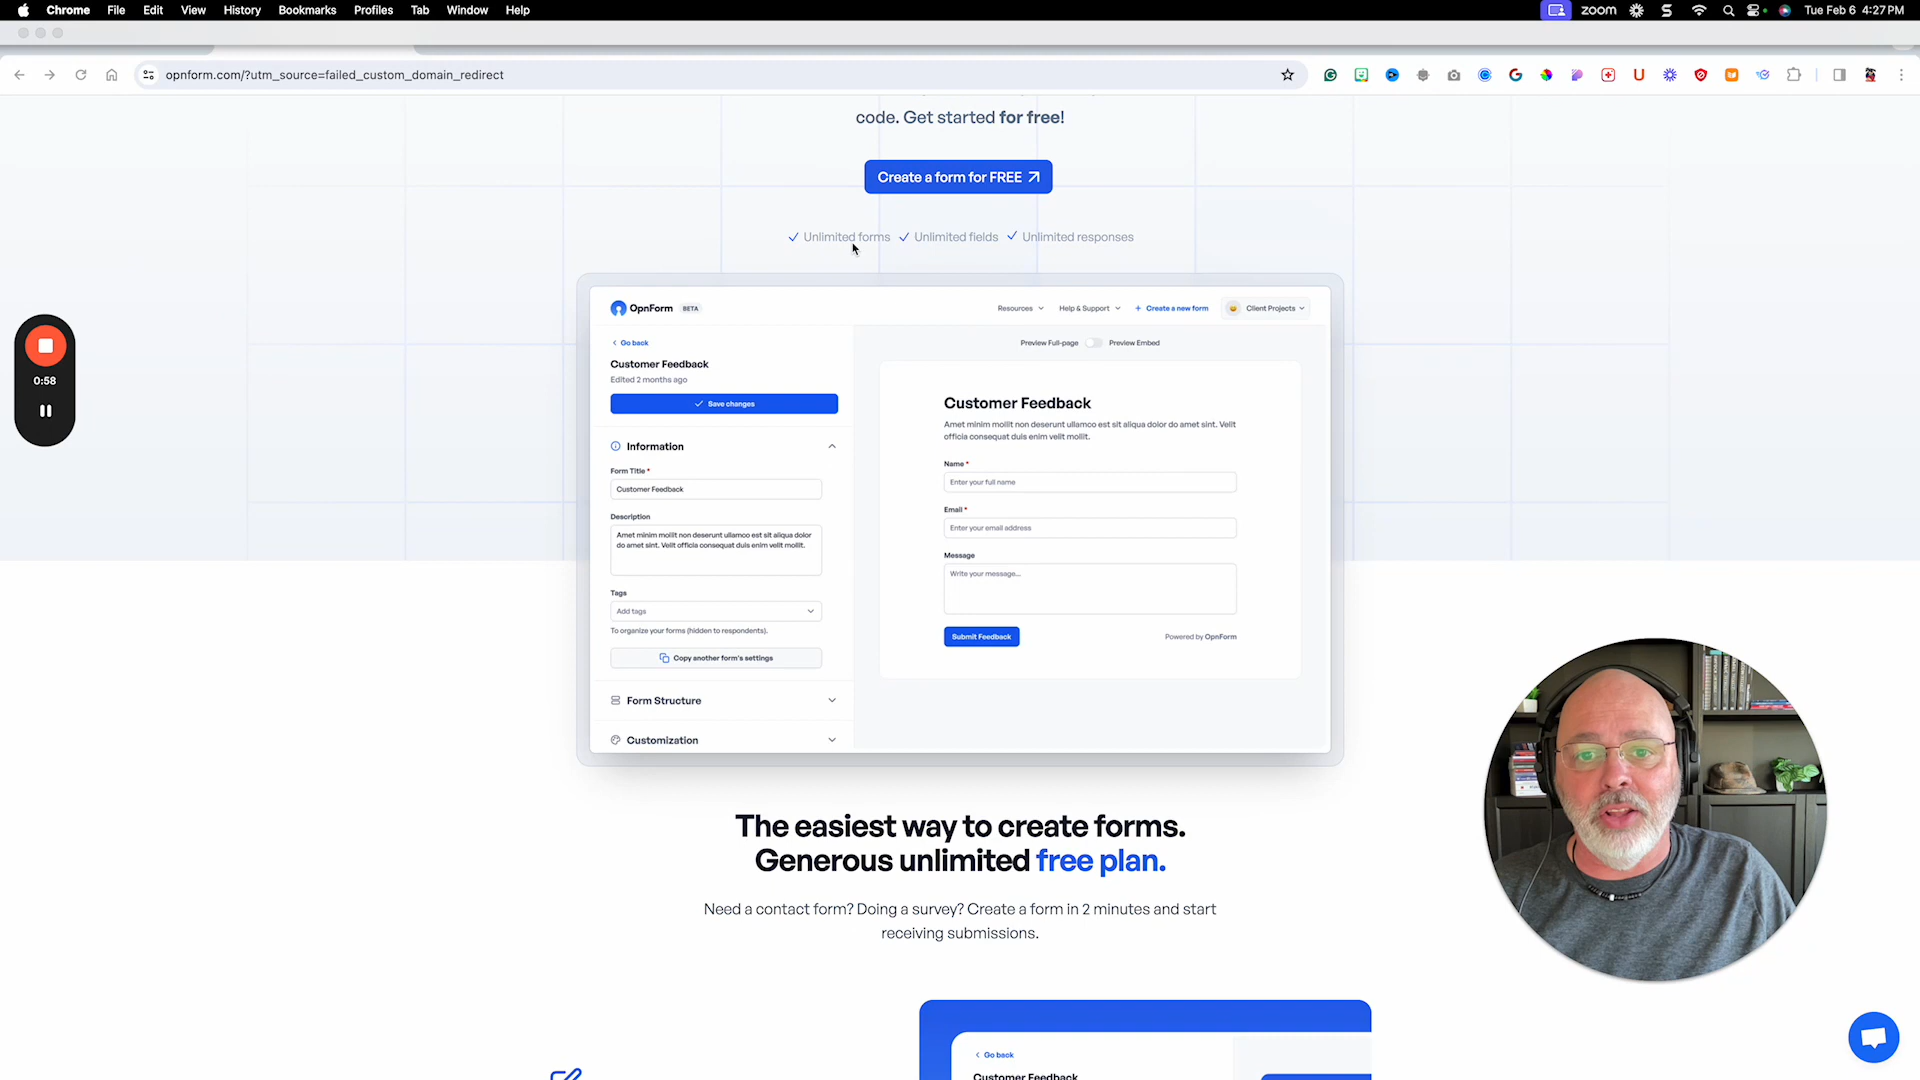 Chrome File Edit View History Bookmarks Profiles Tab Window Help
zoom
Tue Feb 6 4:27 PM
opnform.com/?utm_source=failed_custom_domain_redirect
code. Get started for free!
Create a form for FREE
Unlimited forms Unlimited fields Unlimited responses
0:58
OpnForm BETA
Resources Help & Support + Create a new form Client Projects
Go back
Customer Feedback
Edited 2 months ago
Save changes
Information
Form Title *
Customer Feedback
Description
Amet minim mollit non deserunt ullamco est sit aliqua dolor
do amet sint. Velit officia consequat duis enim velit mollit.
Tags
Add tags
To organize your forms (hidden to respondents).
Copy another form's settings
Form Structure
Customization
Preview Full-page Preview Embed
Customer Feedback
Amet minim mollit non deserunt ullamco est sit aliqua dolor do amet sint. Velit
officia consequat duis enim velit mollit.
Name *
Enter your full name
Email *
Enter your email address
Message
Write your message...
Submit Feedback
Powered by OpnForm
The easiest way to create forms.
Generous unlimited free plan.
Need a contact form? Doing a survey? Create a form in 2 minutes and start
receiving submissions.
Go back
Customer Feedback